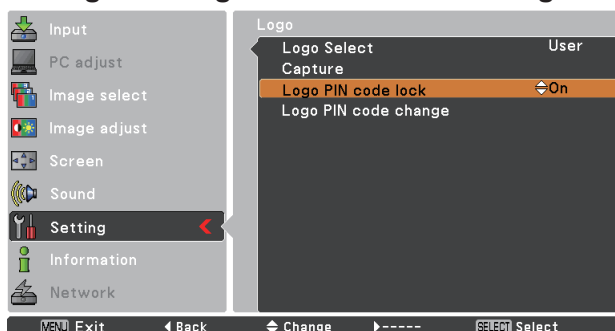 Logo
Input
PC adjust
Image select
Image adjust
Screen
Sound
Setting
Information
Network
Logo Select User
Capture
Logo PIN code lock On
Logo PIN code change
MENU Exit Back Change ----- SELECT Select